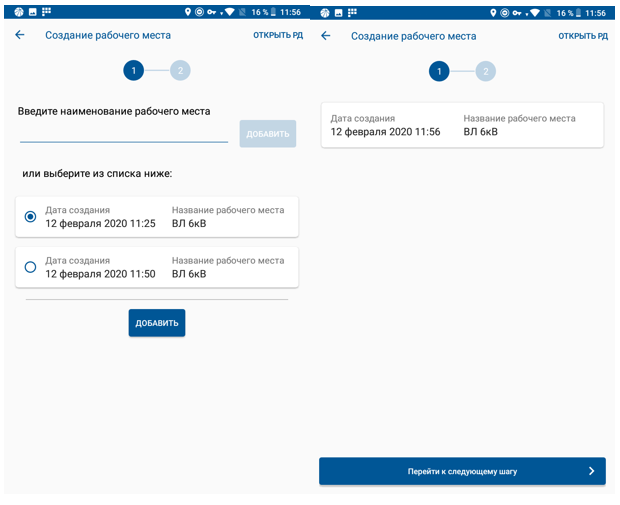 16 % 11:56
Создание рабочего места ОТКРЫТЬ РД
1 2
Введите наименование рабочего места
ДОБАВИТЬ
или выберите из списка ниже:
Дата создания Название рабочего места
12 февраля 2020 11:25 ВЛ 6кВ
Дата создания Название рабочего места
12 февраля 2020 11:50 ВЛ 6кВ
ДОБАВИТЬ
16 % 11:56
Создание рабочего места ОТКРЫТЬ РД
1 2
Дата создания Название рабочего места
12 февраля 2020 11:56 ВЛ 6кВ
Перейти к следующему шагу